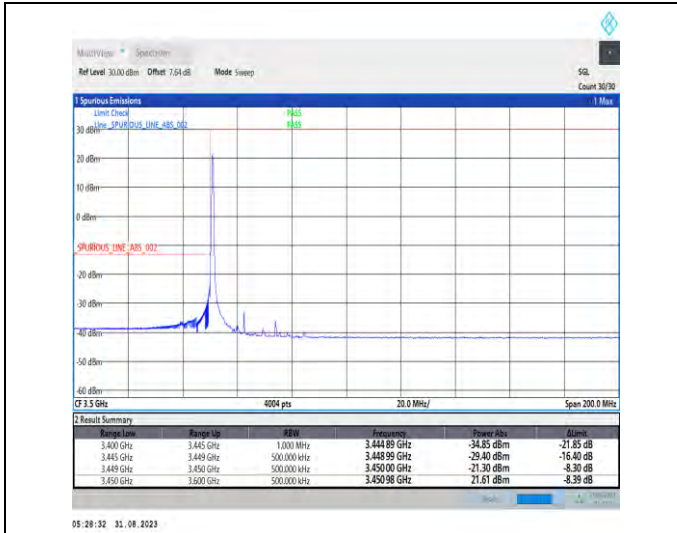 MultiView Spectrum
Ref Level 30.00 dBm Offset 7.64 dB Mode Sweep SGL
Count 30/30
1 Spurious Emissions 1 Max
Limit Check PASS
Line _SPURIOUS_LINE_ABS_002 PASS
30 dBm
20 dBm
10 dBm
0 dBm
_SPURIOUS_LINE_ABS_002
-20 dBm
-30 dBm
-40 dBm
-50 dBm
-60 dBm
CF 3.5 GHz 4004 pts 20.0 MHz/ Span 200.0 MHz
2 Result Summary
Range Low Range Up RBW Frequency Power Abs ΔLimit
3.400 GHz 3.445 GHz 1.000 MHz 3.444 89 GHz -34.85 dBm -21.85 dB
3.445 GHz 3.449 GHz 500.000 kHz 3.448 99 GHz -29.40 dBm -16.40 dB
3.449 GHz 3.450 GHz 500.000 kHz 3.450 00 GHz -21.30 dBm -8.30 dB
3.450 GHz 3.600 GHz 500.000 kHz 3.450 98 GHz 21.61 dBm -8.39 dB
05:26:32 31.08.2023